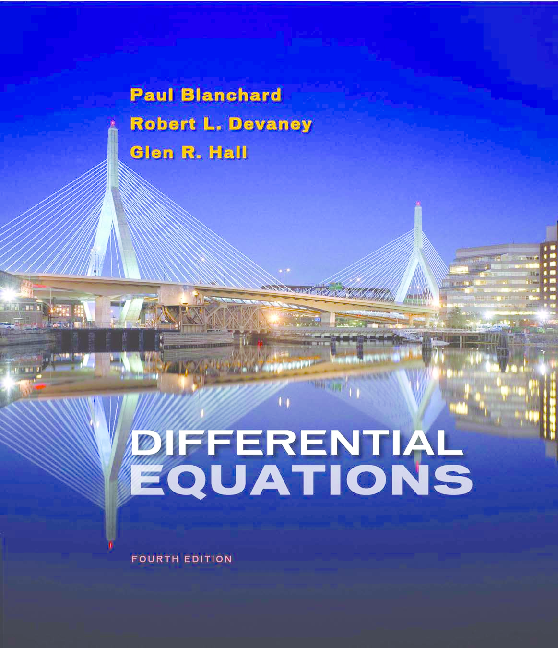 Paul Blanchard
Robert L. Devaney
Glen R. Hall
DIFFERENTIAL
EQUATIONS
FOURTH EDITION